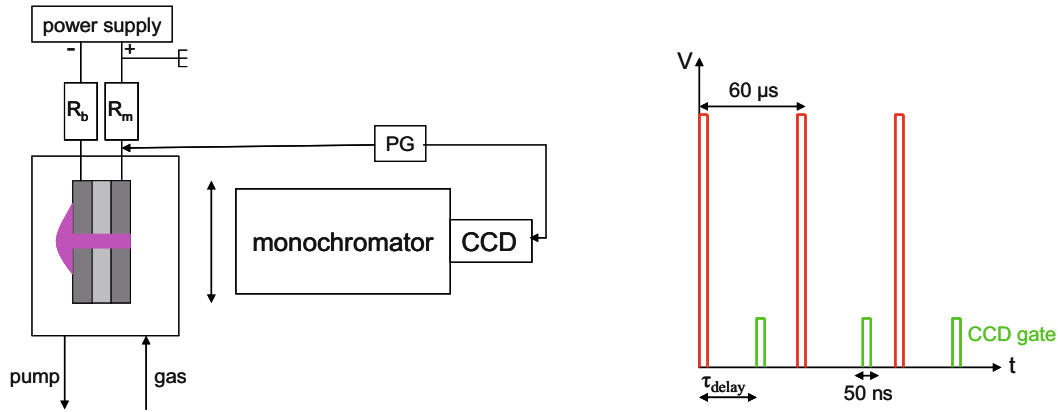 power supply
- +
R_b R_m
PG
monochromator
CCD
pump
gas
V
60 µs
CCD gate
t
τ_delay
50 ns